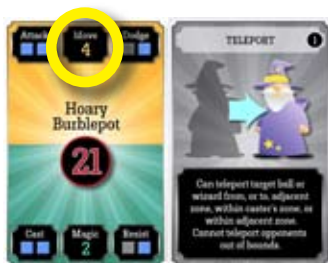 Attack Move Dodge
4
Hoary
Burblepot
21
Cast Magic Resist
2
TELEPORT 1
Can teleport target ball or
wizard from, or to, adjacent
zone, within caster's zone, or
within adjacent zone.
Cannot teleport opponents
out of bounds.